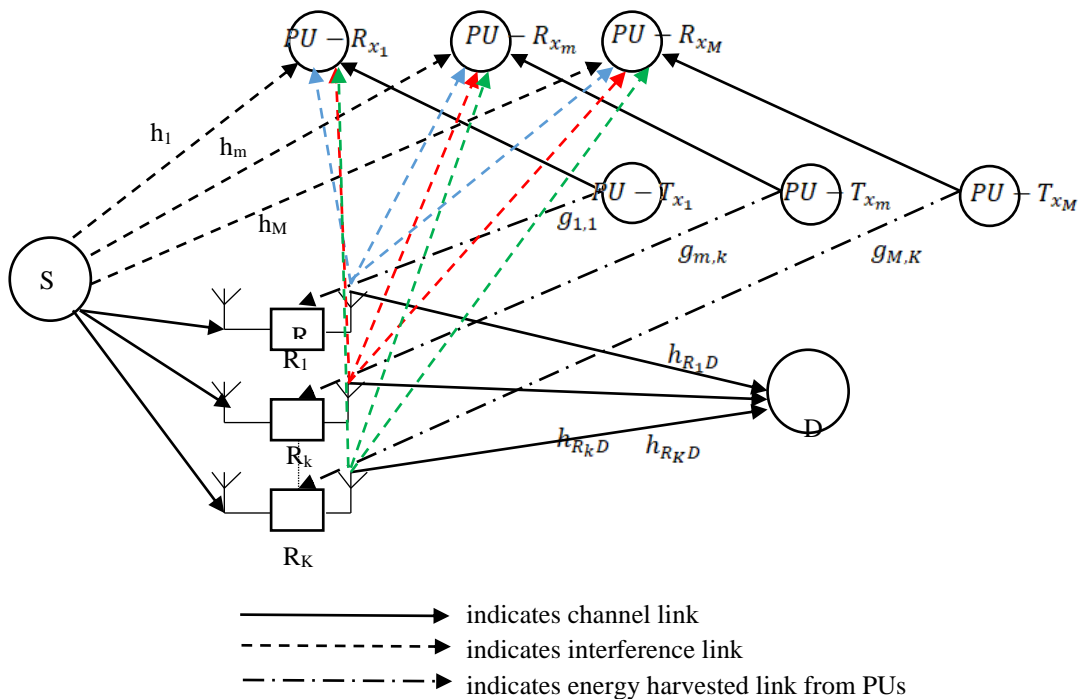 PU − R_{x_1}
PU − R_{x_m}
PU − R_{x_M}
h_1
h_m
h_M
PU − T_{x_1}
PU − T_{x_m}
PU − T_{x_M}
g_{1,1}
g_{m,k}
g_{M,K}
S
R
R_1
h_{R_1D}
R_k
h_{R_kD}
h_{R_KD}
D
R_K
indicates channel link
indicates interference link
indicates energy harvested link from PUs